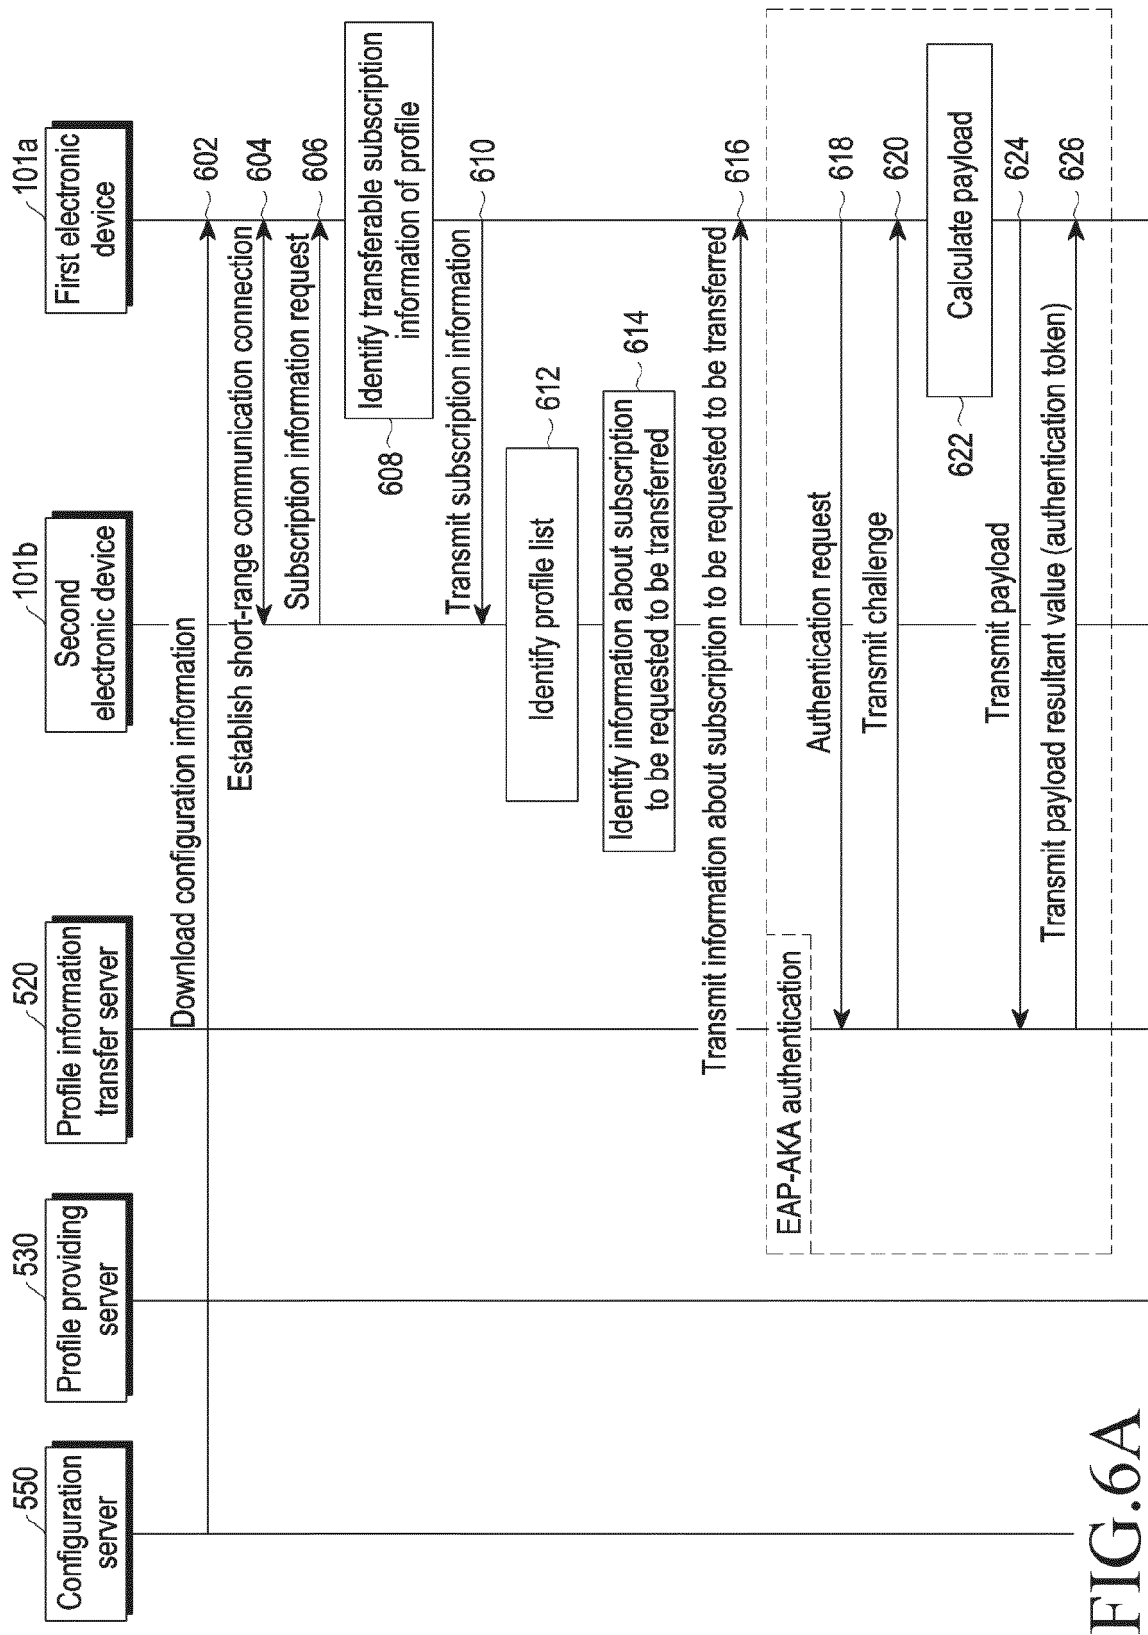 Configuration
server
550
Profile providing
server
530
Profile information
transfer server
520
Second
electronic device
101b
First electronic
device
101a
Download configuration information
602
Establish short-range communication connection
604
Subscription information request
606
Identify transferable subscription
information of profile
608
Transmit subscription information
610
Identify profile list
612
Identify information about subscription
to be requested to be transferred
614
Transmit information about subscription to be requested to be transferred
616
EAP-AKA authentication
Authentication request
618
Transmit challenge
620
Calculate payload
622
Transmit payload
624
Transmit payload resultant value (authentication token)
626
FIG.6A